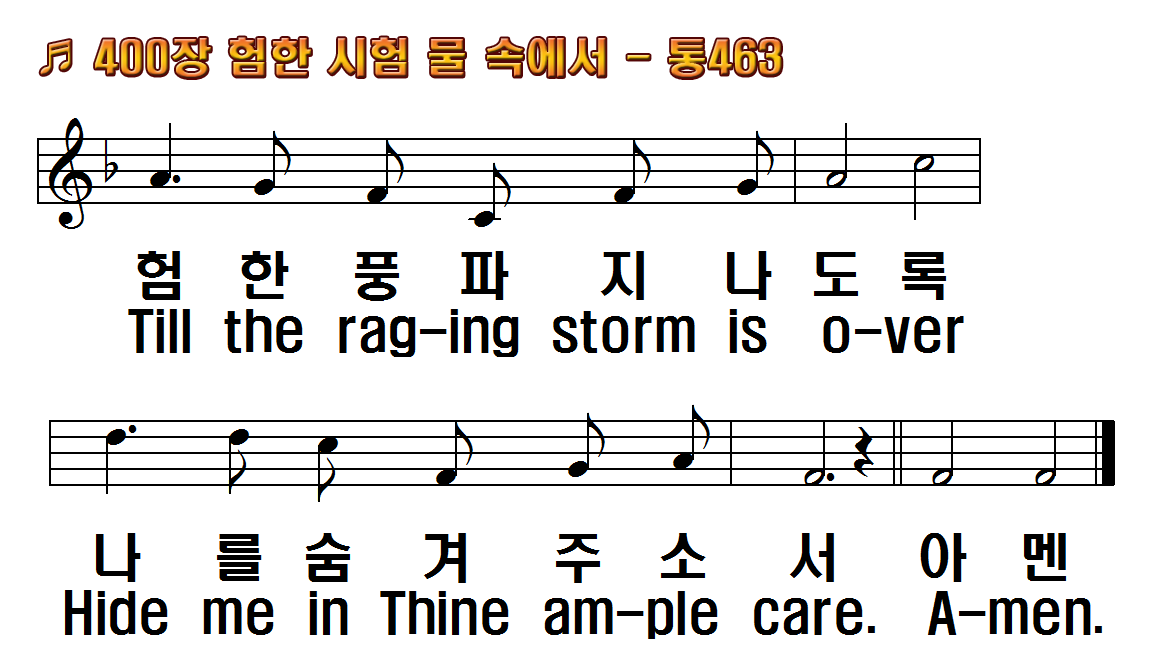 ♬ 400장 험한 시험 물 속에서 - 통463
험 한 풍 파 지 나 도 록
Till the rag-ing storm is o-ver
나 를 숨 겨 주 소 서 아 멘
Hide me in Thine am-ple care. A-men.